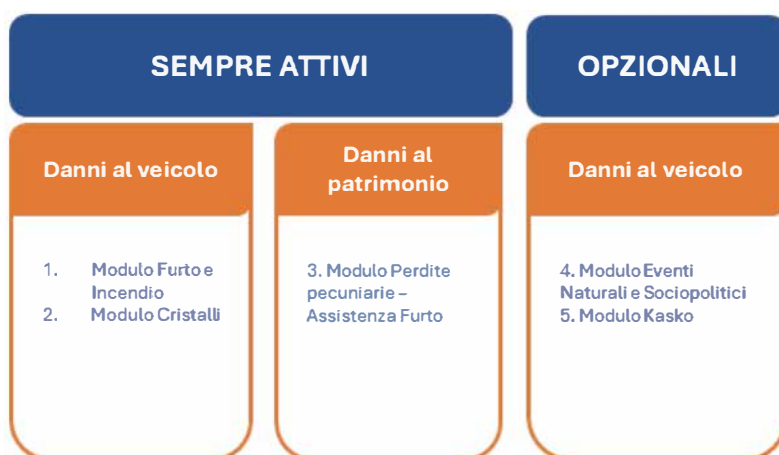 SEMPRE ATTIVI
OPZIONALI
Danni al veicolo
Danni al
patrimonio
Danni al veicolo
1. Modulo Furto e
Incendio
2. Modulo Cristalli
3. Modulo Perdite
pecuniarie –
Assistenza Furto
4. Modulo Eventi
Naturali e Sociopolitici
5. Modulo Kasko